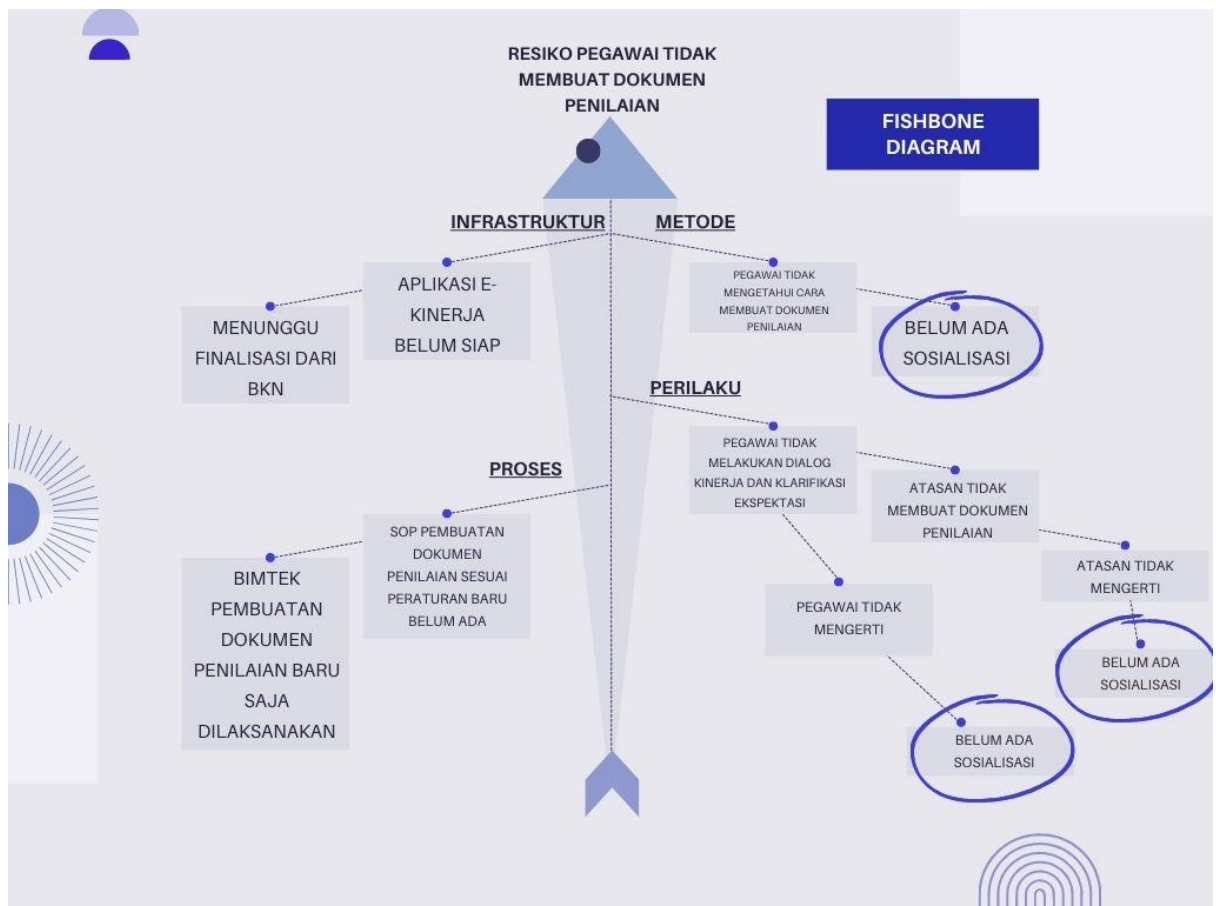 RESIKO PEGAWAI TIDAK
MEMBUAT DOKUMEN
PENILAIAN
FISHBONE
DIAGRAM
INFRASTRUKTUR
APLIKASI E-
KINERJA
BELUM SIAP
MENUNGGU
FINALISASI DARI
BKN
METODE
PEGAWAI TIDAK
MENGETAHUI CARA
MEMBUAT DOKUMEN
PENILAIAN
BELUM ADA
SOSIALISASI
PERILAKU
PEGAWAI TIDAK
MELAKUKAN DIALOG
KINERJA DAN KLARIFIKASI
EKSPEKTASI
ATASAN TIDAK
MEMBUAT DOKUMEN
PENILAIAN
ATASAN TIDAK
MENGERTI
BELUM ADA
SOSIALISASI
PEGAWAI TIDAK
MENGERTI
BELUM ADA
SOSIALISASI
PROSES
SOP PEMBUATAN
DOKUMEN
PENILAIAN SESUAI
PERATURAN BARU
BELUM ADA
BIMTEK
PEMBUATAN
DOKUMEN
PENILAIAN BARU
SAJA
DILAKSANAKAN